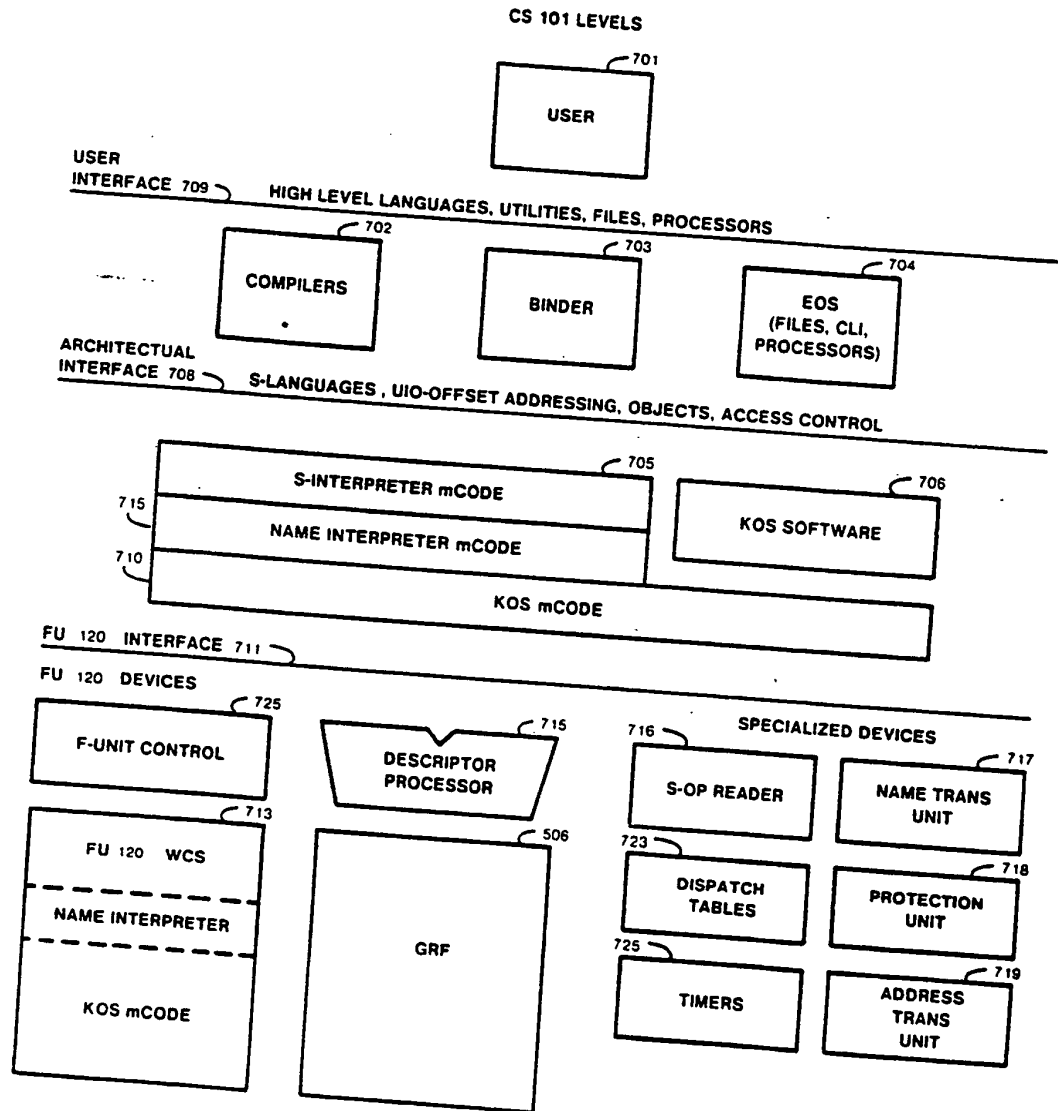 CS 101 LEVELS
701
USER
USER
INTERFACE 709
HIGH LEVEL LANGUAGES, UTILITIES, FILES, PROCESSORS
702
COMPILERS
703
BINDER
704
EOS
(FILES, CLI,
PROCESSORS)
ARCHITECTUAL
INTERFACE 708
S-LANGUAGES , UIO-OFFSET ADDRESSING, OBJECTS, ACCESS CONTROL
705
S-INTERPRETER mCODE
715
NAME INTERPRETER mCODE
710
KOS mCODE
706
KOS SOFTWARE
FU 120 INTERFACE 711
FU 120 DEVICES
725
F-UNIT CONTROL
715
DESCRIPTOR
PROCESSOR
SPECIALIZED DEVICES
716
S-OP READER
717
NAME TRANS
UNIT
713
FU 120 WCS
NAME INTERPRETER
KOS mCODE
506
GRF
723
DISPATCH
TABLES
718
PROTECTION
UNIT
725
TIMERS
719
ADDRESS
TRANS
UNIT